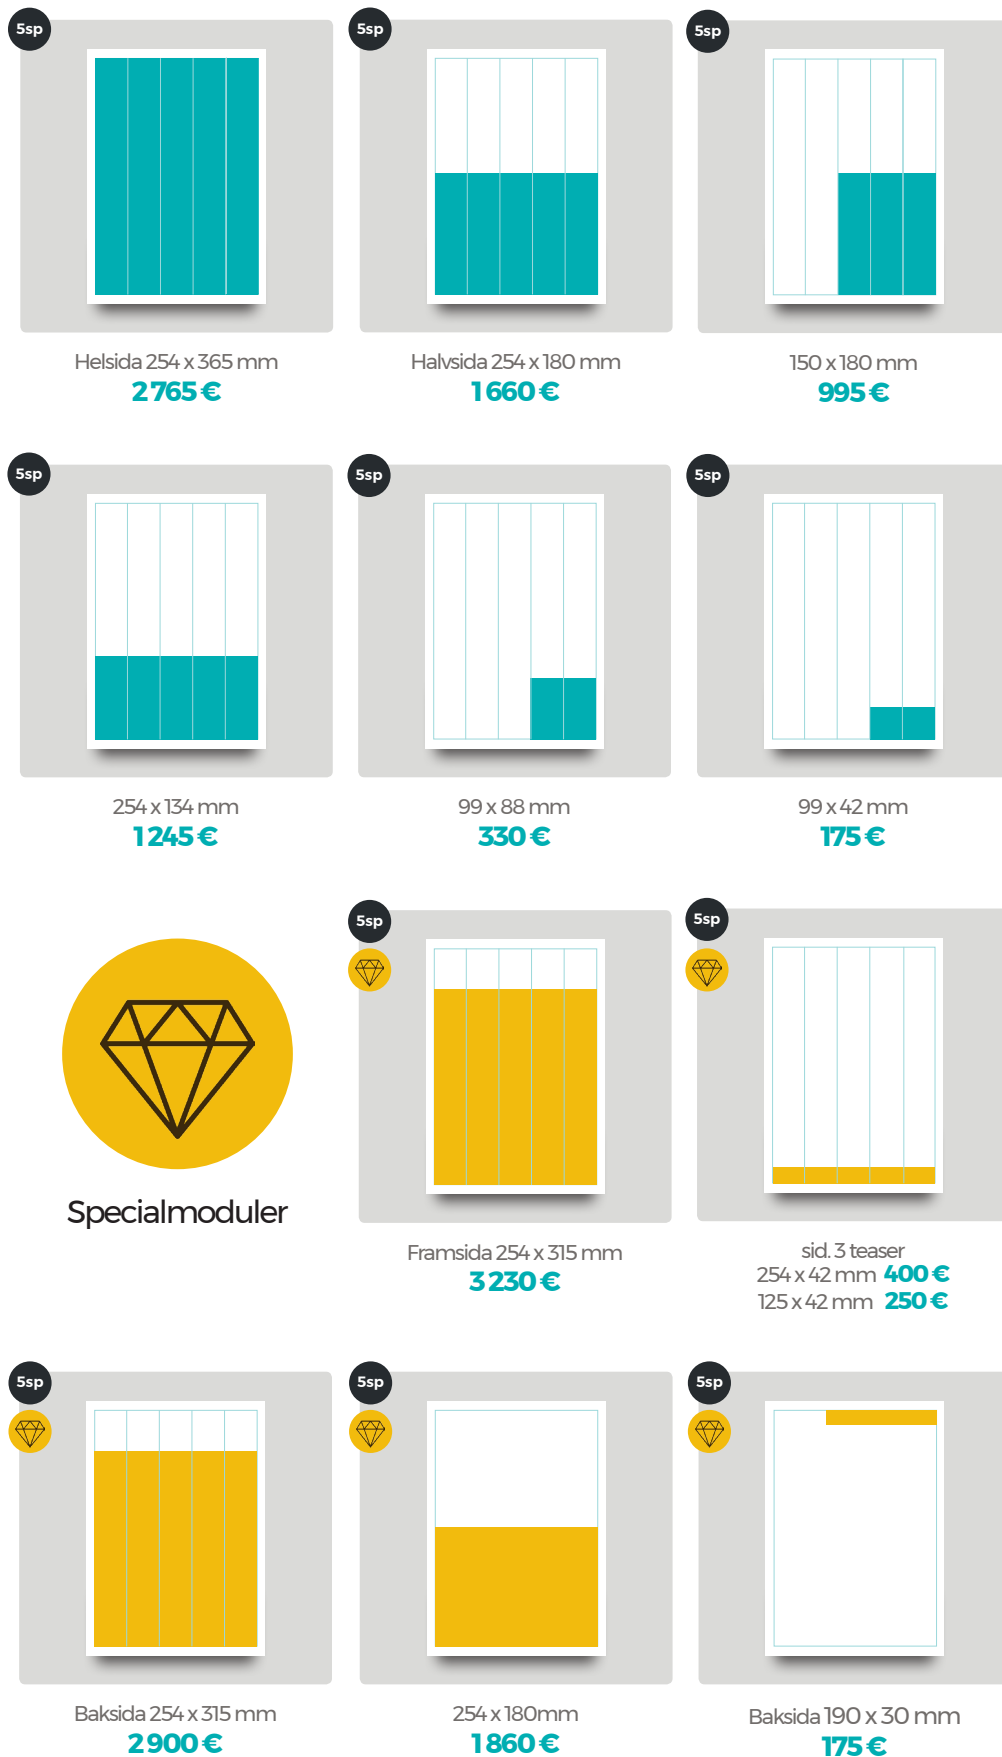 5sp
5sp
5sp
Helsida 254 x 365 mm
2 765 €
Halvsida 254 x 180 mm
1 660 €
150 x 180 mm
995 €
5sp
5sp
5sp
254 x 134 mm
1 245 €
99 x 88 mm
330 €
99 x 42 mm
175 €
Specialmoduler
5sp
5sp
Framsida 254 x 315 mm
3 230 €
sid. 3 teaser
254 x 42 mm 400 €
125 x 42 mm 250 €
5sp
5sp
5sp
Baksida 254 x 315 mm
2 900 €
254 x 180mm
1 860 €
Baksida 190 x 30 mm
175 €